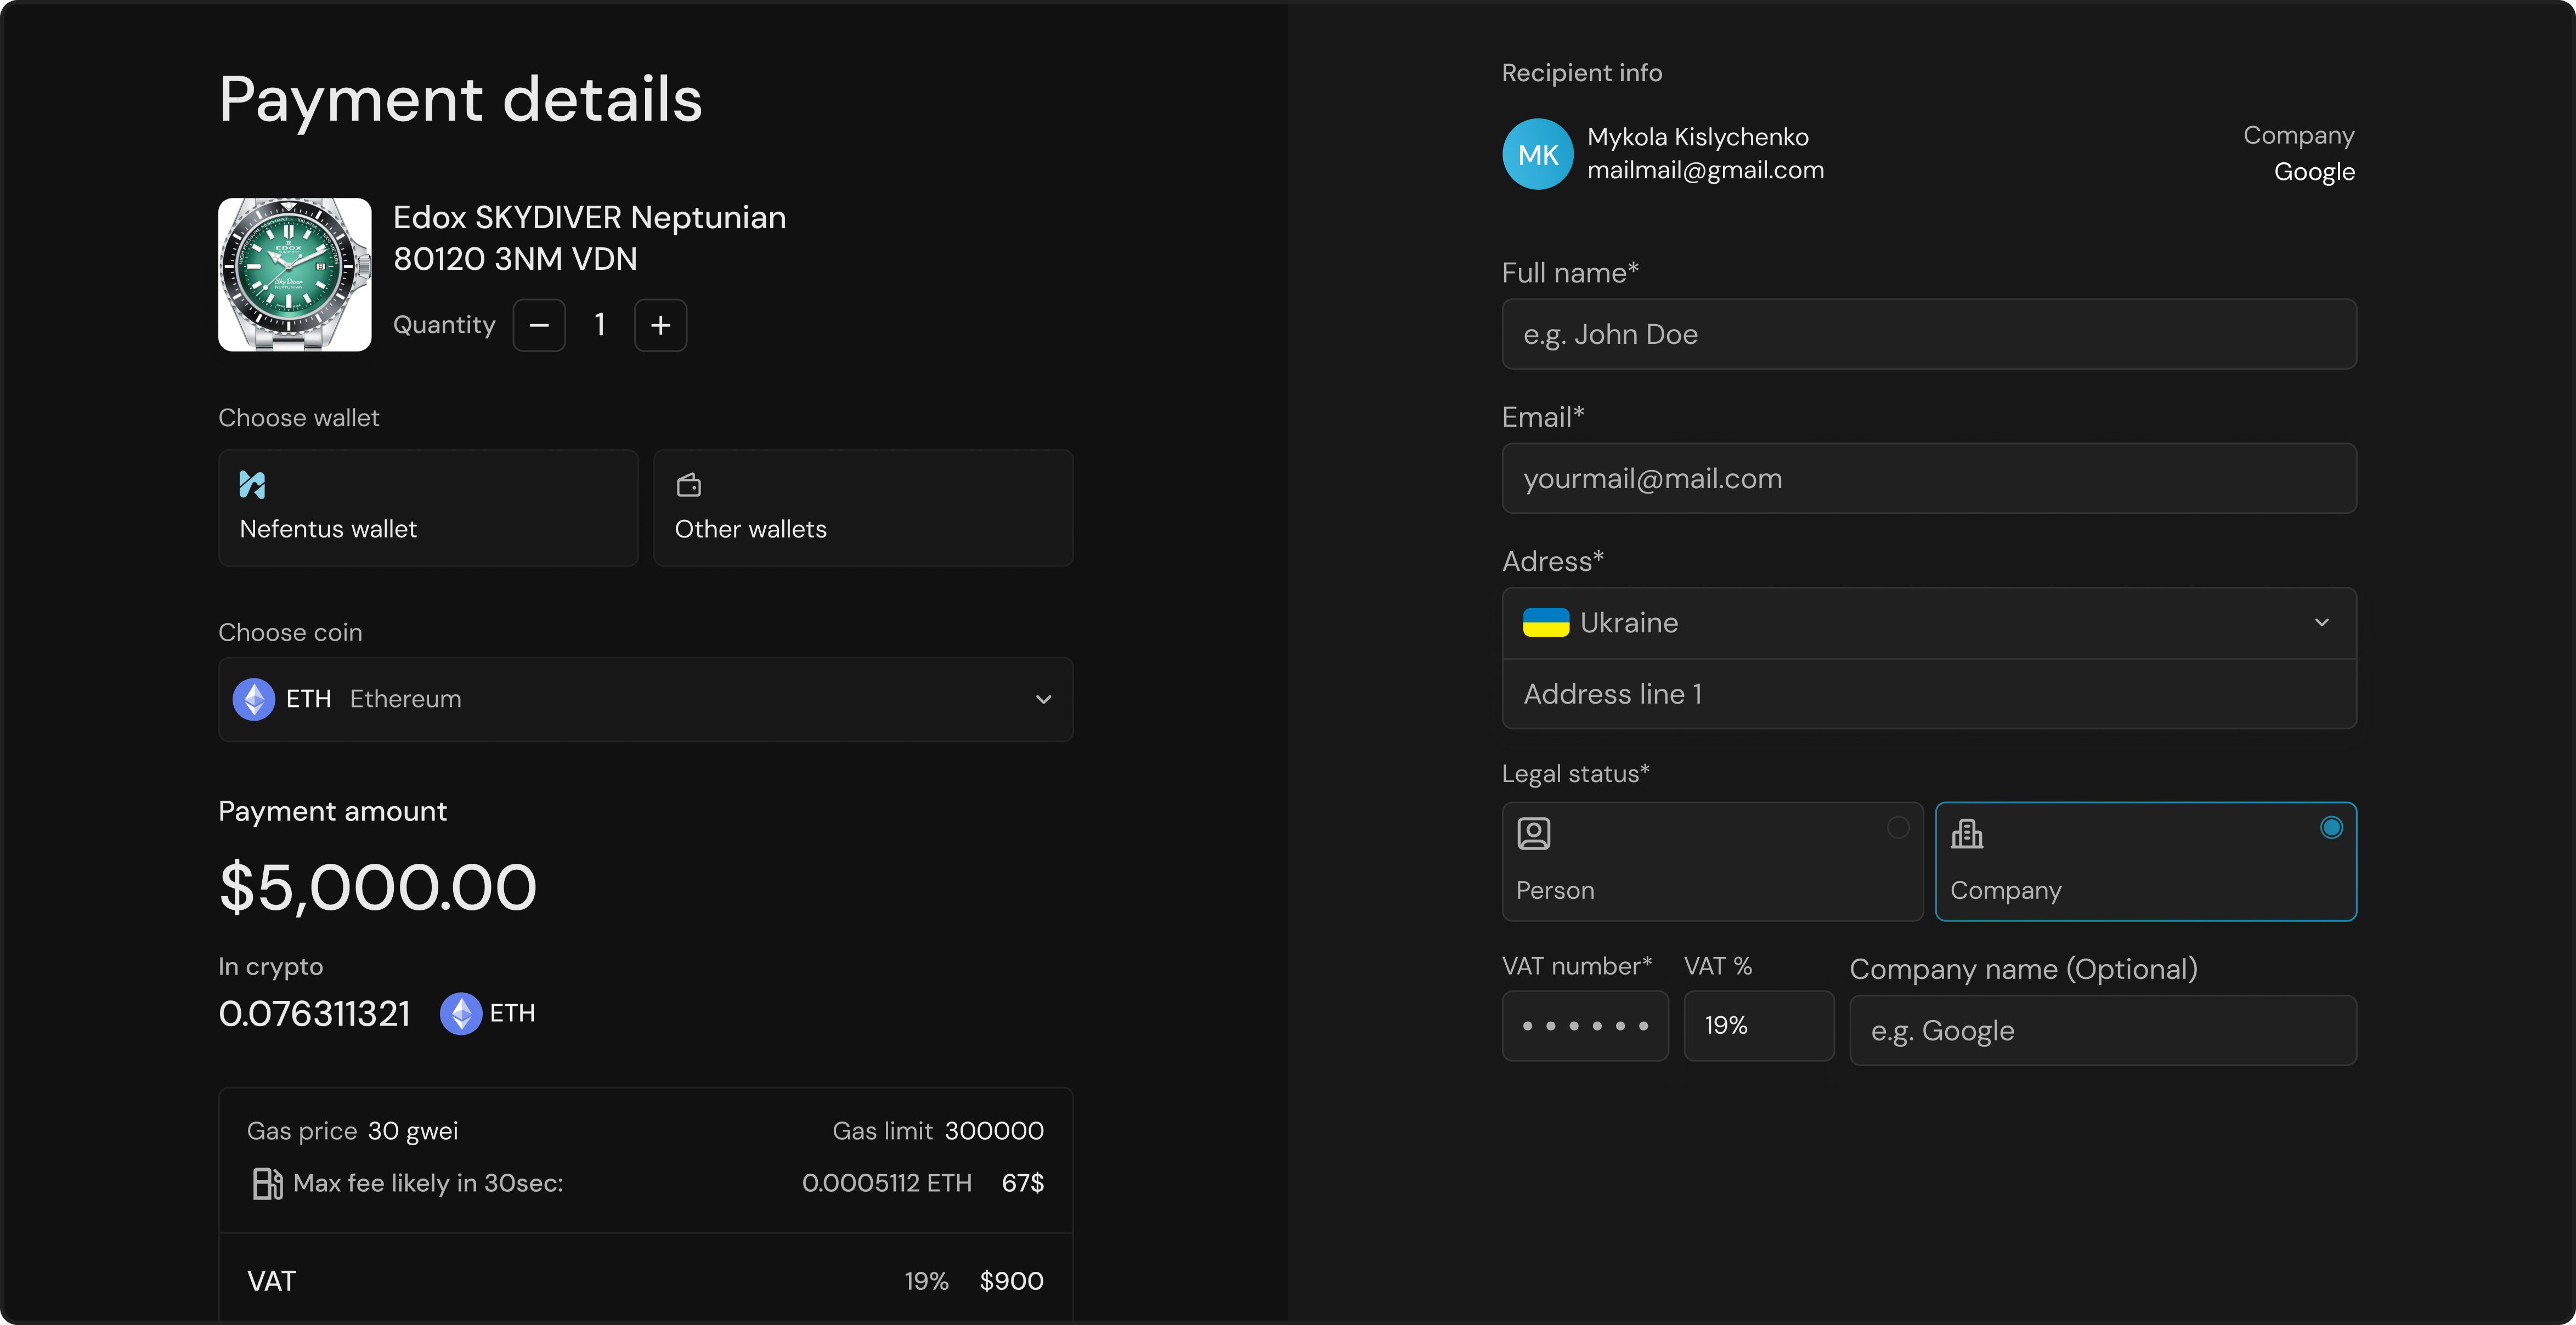 Payment details
EDOX
Sky Diver
NEPTUNIAN
Edox SKYDIVER Neptunian
80120 3NM VDN
Quantity 1
Choose wallet
Nefentus wallet
Other wallets
Choose coin
ETH Ethereum
Payment amount
$5,000.00
In crypto
0.076311321 ETH
Gas price 30 gwei Gas limit 300000
Max fee likely in 30sec: 0.0005112 ETH 67$
VAT 19% $900
Recipient info
MK
Mykola Kislychenko
mailmail@gmail.com
Company
Google
Full name*
e.g. John Doe
Email*
yourmail@mail.com
Adress*
Ukraine
Address line 1
Legal status*
Person
Company
VAT number* VAT % Company name (Optional)
19% e.g. Google